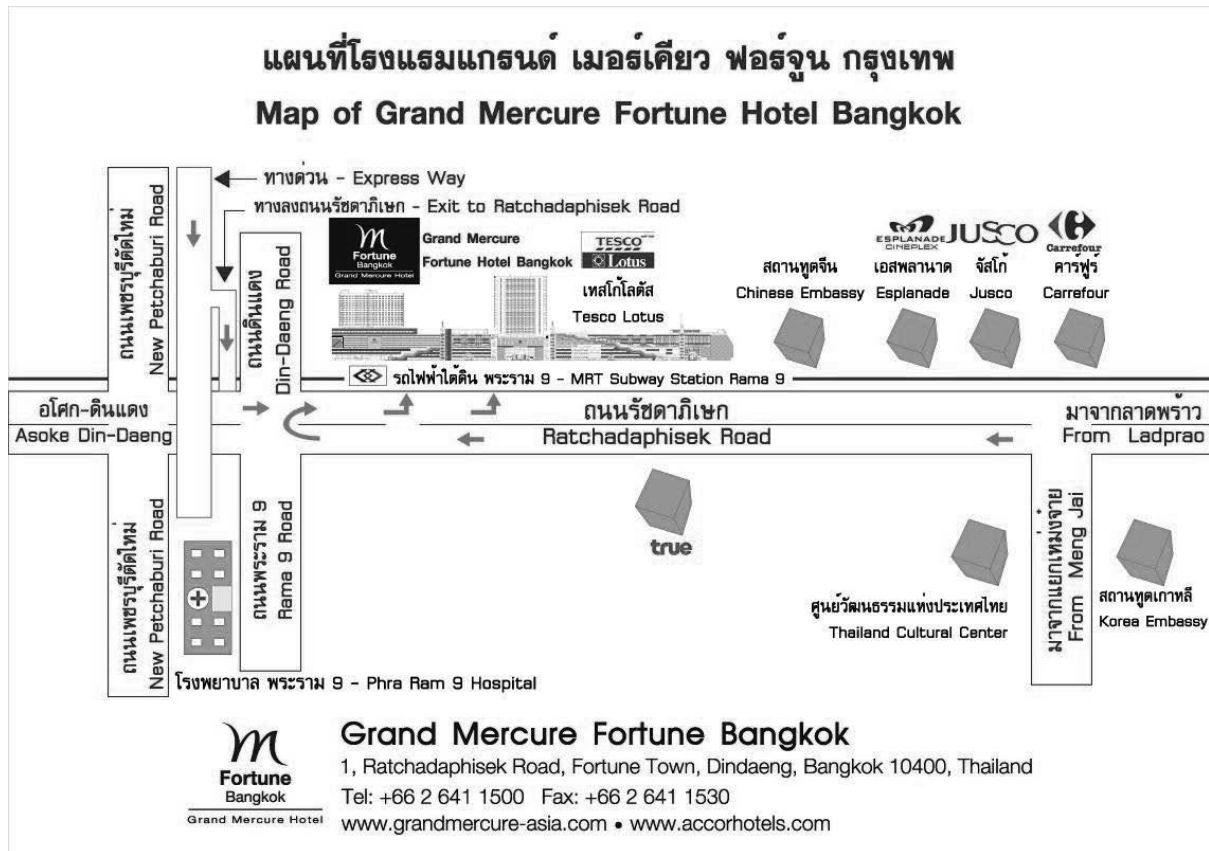 แผนที่โรงแรมแกรนด์ เมอร์เคียว ฟอร์จูน กรุงเทพ
Map of Grand Mercure Fortune Hotel Bangkok
ทางด่วน - Express Way
ทางลงถนนรัชดาภิเษก - Exit to Ratchadaphisek Road
ถนนเพชรบุรีตัดใหม่
New Petchaburi Road
ถนนดินแดง
Din-Daeng Road
m
Fortune
Bangkok
Grand Mercure Hotel
Grand Mercure
Fortune Hotel Bangkok
TESCO
Lotus
เทสโก้โลตัส
Tesco Lotus
สถานทูตจีน
Chinese Embassy
ESPLANADE
CINEPLEX
เอสพลานาด
Esplanade
JUSCO
จัสโก้
Jusco
Carrefour
คาร์ฟูร์
Carrefour
รถไฟฟ้าใต้ดิน พระราม 9 - MRT Subway Station Rama 9
อโศก-ดินแดง
Asoke Din-Daeng
ถนนรัชดาภิเษก
Ratchadaphisek Road
มาจากลาดพร้าว
From Ladprao
ถนนเพชรบุรีตัดใหม่
New Petchaburi Road
ถนนพระราม 9
Rama 9 Road
true
ศูนย์วัฒนธรรมแห่งประเทศไทย
Thailand Cultural Center
มาจากแยกเหม่งจ๋าย
From Meng Jai
สถานทูตเกาหลี
Korea Embassy
โรงพยาบาล พระราม 9 - Phra Ram 9 Hospital
m
Fortune
Bangkok
Grand Mercure Hotel
Grand Mercure Fortune Bangkok
1, Ratchadaphisek Road, Fortune Town, Dindaeng, Bangkok 10400, Thailand
Tel: +66 2 641 1500 Fax: +66 2 641 1530
www.grandmercure-asia.com • www.accorhotels.com